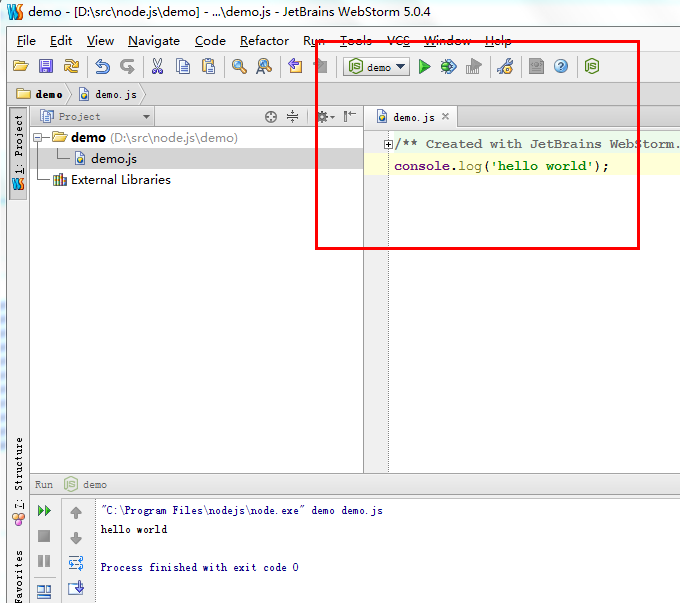 demo - [D:\src\node.js\demo] - ...\demo.js - JetBrains WebStorm 5.0.4
File Edit View Navigate Code Refactor Run Tools VCS Window Help
demo
demo demo.js
1: Project
Project
demo.js
demo (D:\src\node.js\demo)
demo.js
External Libraries
/** Created with JetBrains WebStorm.
console.log('hello world');
7: Structure
Favorites
Run demo
"C:\Program Files\nodejs\node.exe" demo demo.js
hello world
Process finished with exit code 0